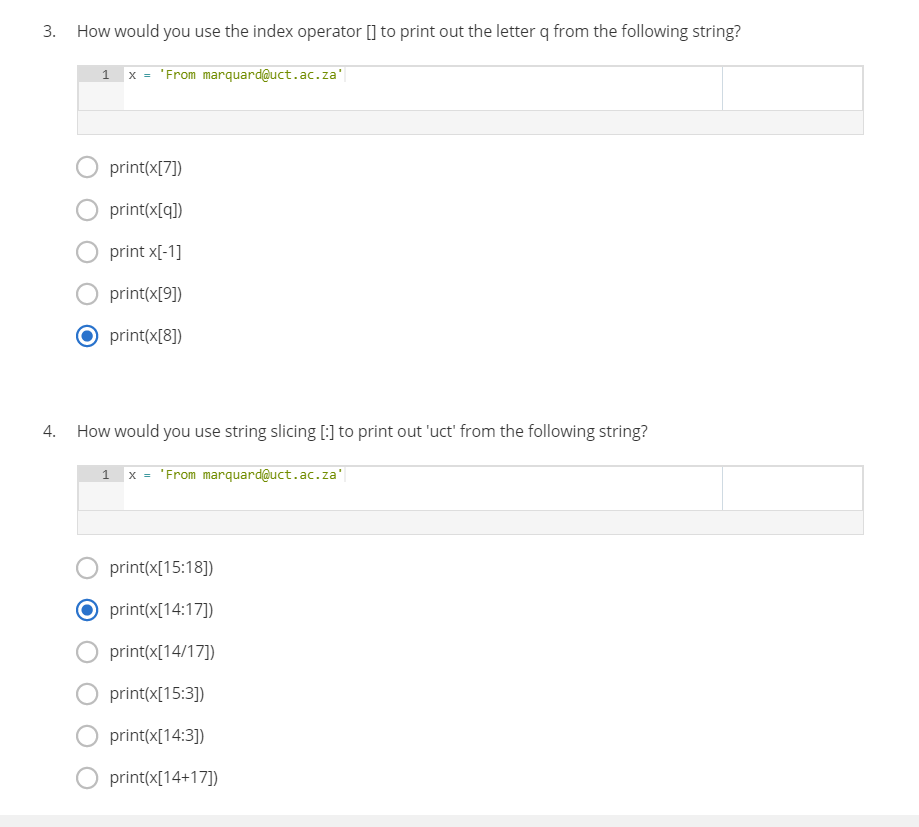 3. How would you use the index operator [] to print out the letter q from the following string?
1 x = 'From marquard@uct.ac.za'
print(x[7])
print(x[q])
print x[-1]
print(x[9])
print(x[8])
4. How would you use string slicing [:] to print out 'uct' from the following string?
1 x = 'From marquard@uct.ac.za'
print(x[15:18])
print(x[14:17])
print(x[14/17])
print(x[15:3])
print(x[14:3])
print(x[14+17])